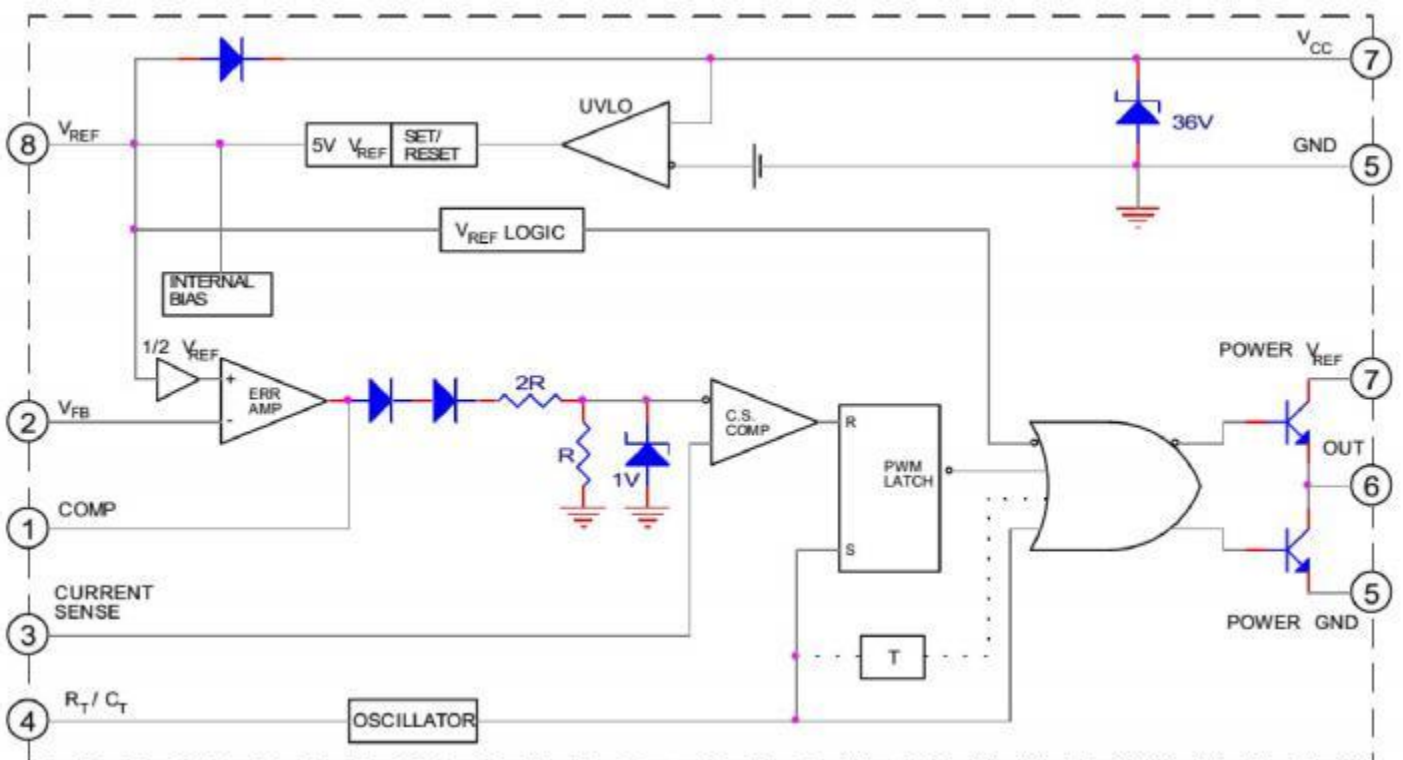 VCC
7
UVLO
8
VREF
5V VREF
SET/
RESET
36V
GND
5
VREF LOGIC
INTERNAL
BIAS
1/2 VREF
POWER VREF
7
+
ERR
AMP
-
2R
2
VFB
C.S.
COMP
R
PWM
LATCH
S
R
1V
OUT
6
1
COMP
CURRENT
SENSE
3
5
POWER GND
T
RT / CT
4
OSCILLATOR